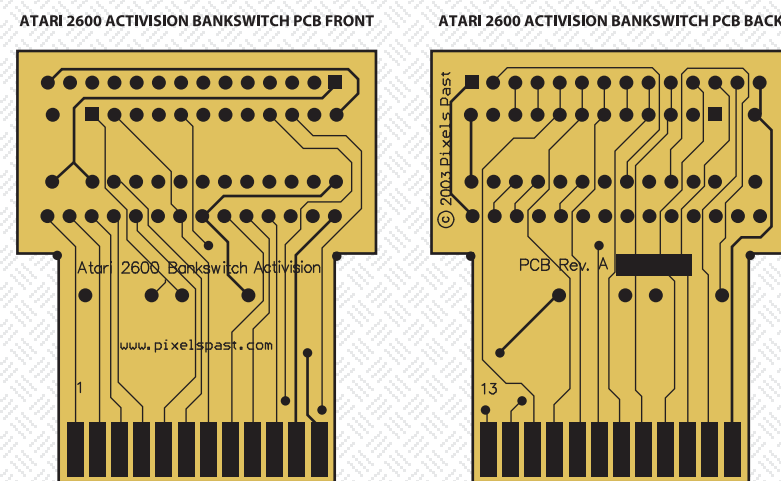 ATARI 2600 ACTIVISION BANKSWITCH PCB FRONT
Atari 2600 Bankswitch Activision
www.pixelspast.com
1
ATARI 2600 ACTIVISION BANKSWITCH PCB BACK
© 2003 Pixels Past
PCB Rev. A
13